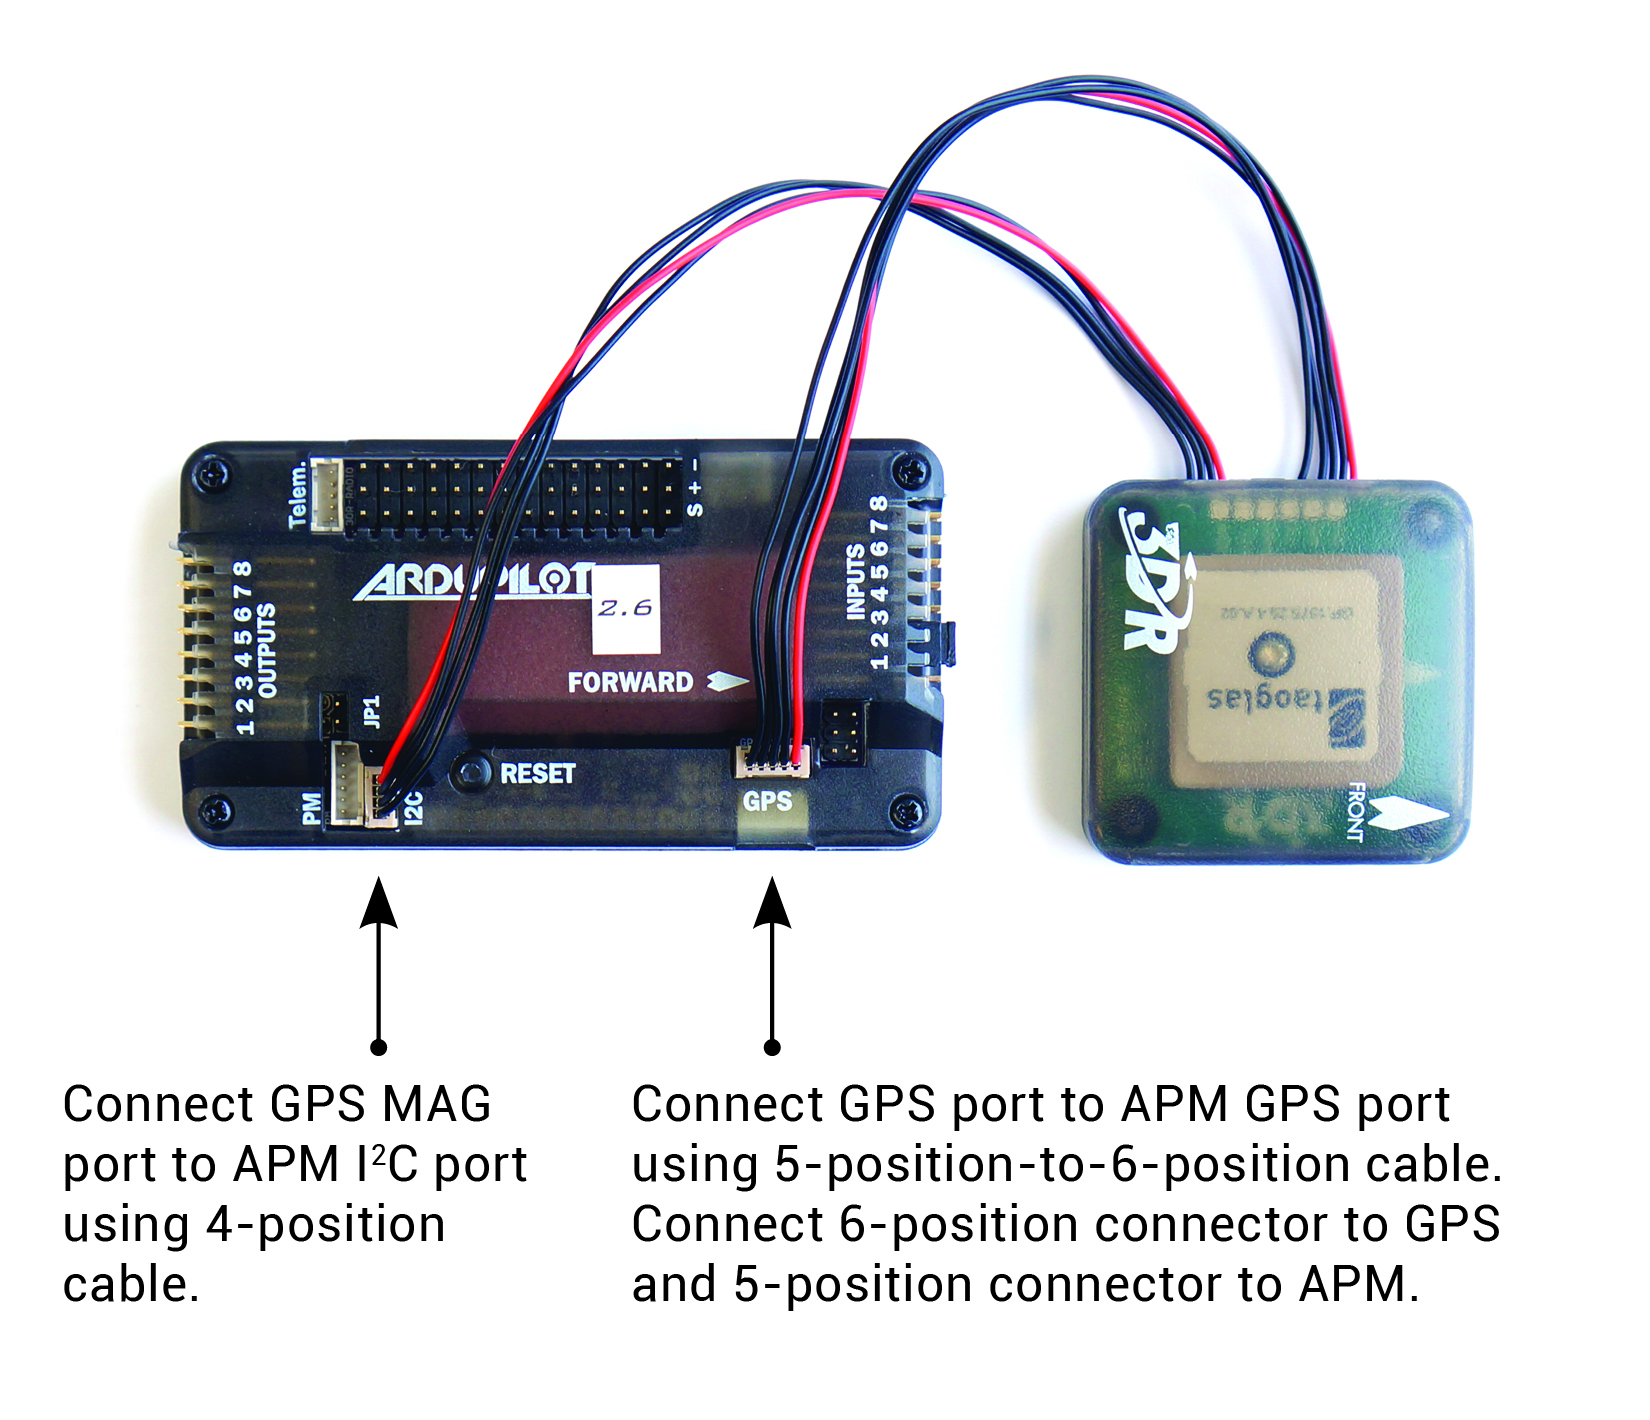 Telem.
3DR-RADIO
S + -
ARDUPILOT
2.6
FORWARD
INPUTS
1 2 3 4 5 6 7 8
OUTPUTS
1 2 3 4 5 6 7 8
JP1
PM
I2C
RESET
GPS
3DR
taoglas
FRONT
Connect GPS MAG
port to APM I²C port
using 4-position
cable.
Connect GPS port to APM GPS port
using 5-position-to-6-position cable.
Connect 6-position connector to GPS
and 5-position connector to APM.